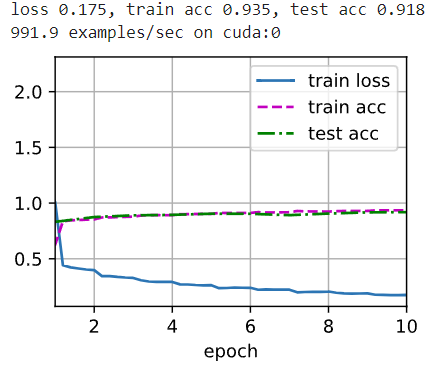 loss 0.175, train acc 0.935, test acc 0.918
991.9 examples/sec on cuda:0
train loss
train acc
test acc
2.0
1.5
1.0
0.5
2 4 6 8 10
epoch